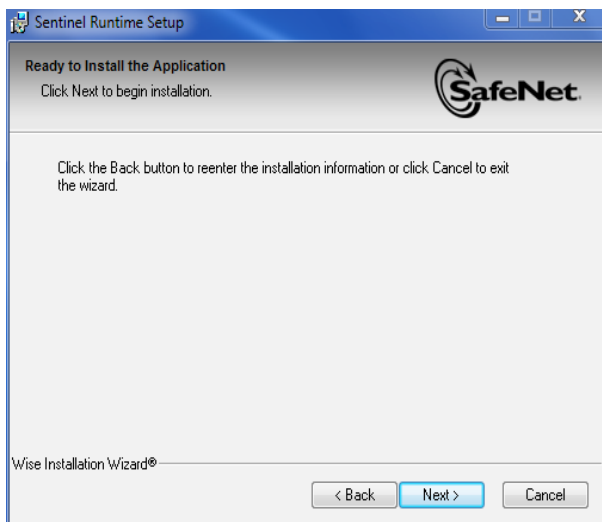 Sentinel Runtime Setup
Ready to Install the Application
Click Next to begin installation.
SafeNet.
Click the Back button to reenter the installation information or click Cancel to exit
the wizard.
Wise Installation Wizard®
< Back
Next >
Cancel